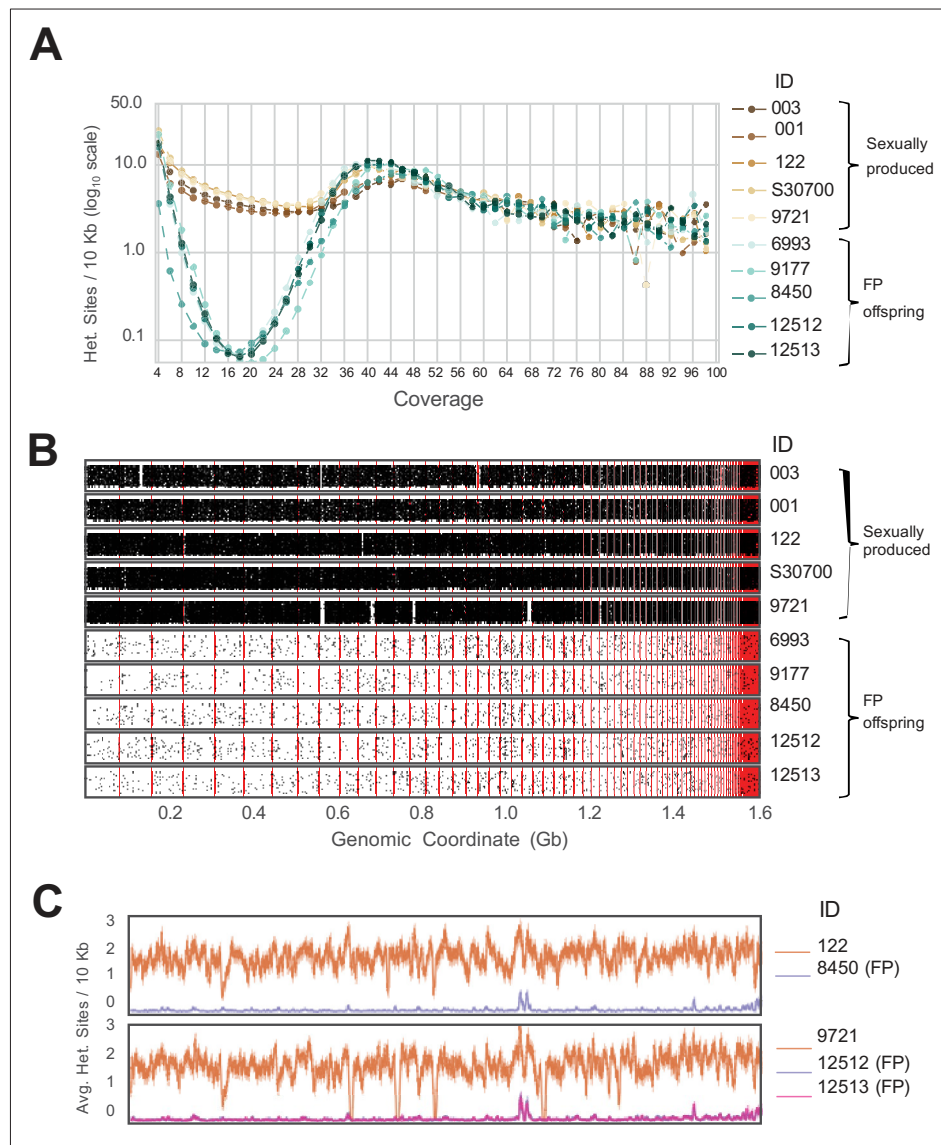 A
ID
50.0
10.0
1.0
0.1
Het. Sites / 10 Kb (log10 scale)
4 8 12 16 20 24 28 32 36 40 44 48 52 56 60 64 68 72 76 80 84 88 92 96 100
Coverage
003
001
122
S30700
9721
6993
9177
8450
12512
12513
Sexually
produced
FP
offspring
B
ID
003
001
122
S30700
9721
6993
9177
8450
12512
12513
Sexually
produced
FP
offspring
0.2 0.4 0.6 0.8 1.0 1.2 1.4 1.6
Genomic Coordinate (Gb)
C
ID
Avg. Het. Sites / 10 Kb
3
2
1
0
3
2
1
0
122
8450 (FP)
9721
12512 (FP)
12513 (FP)